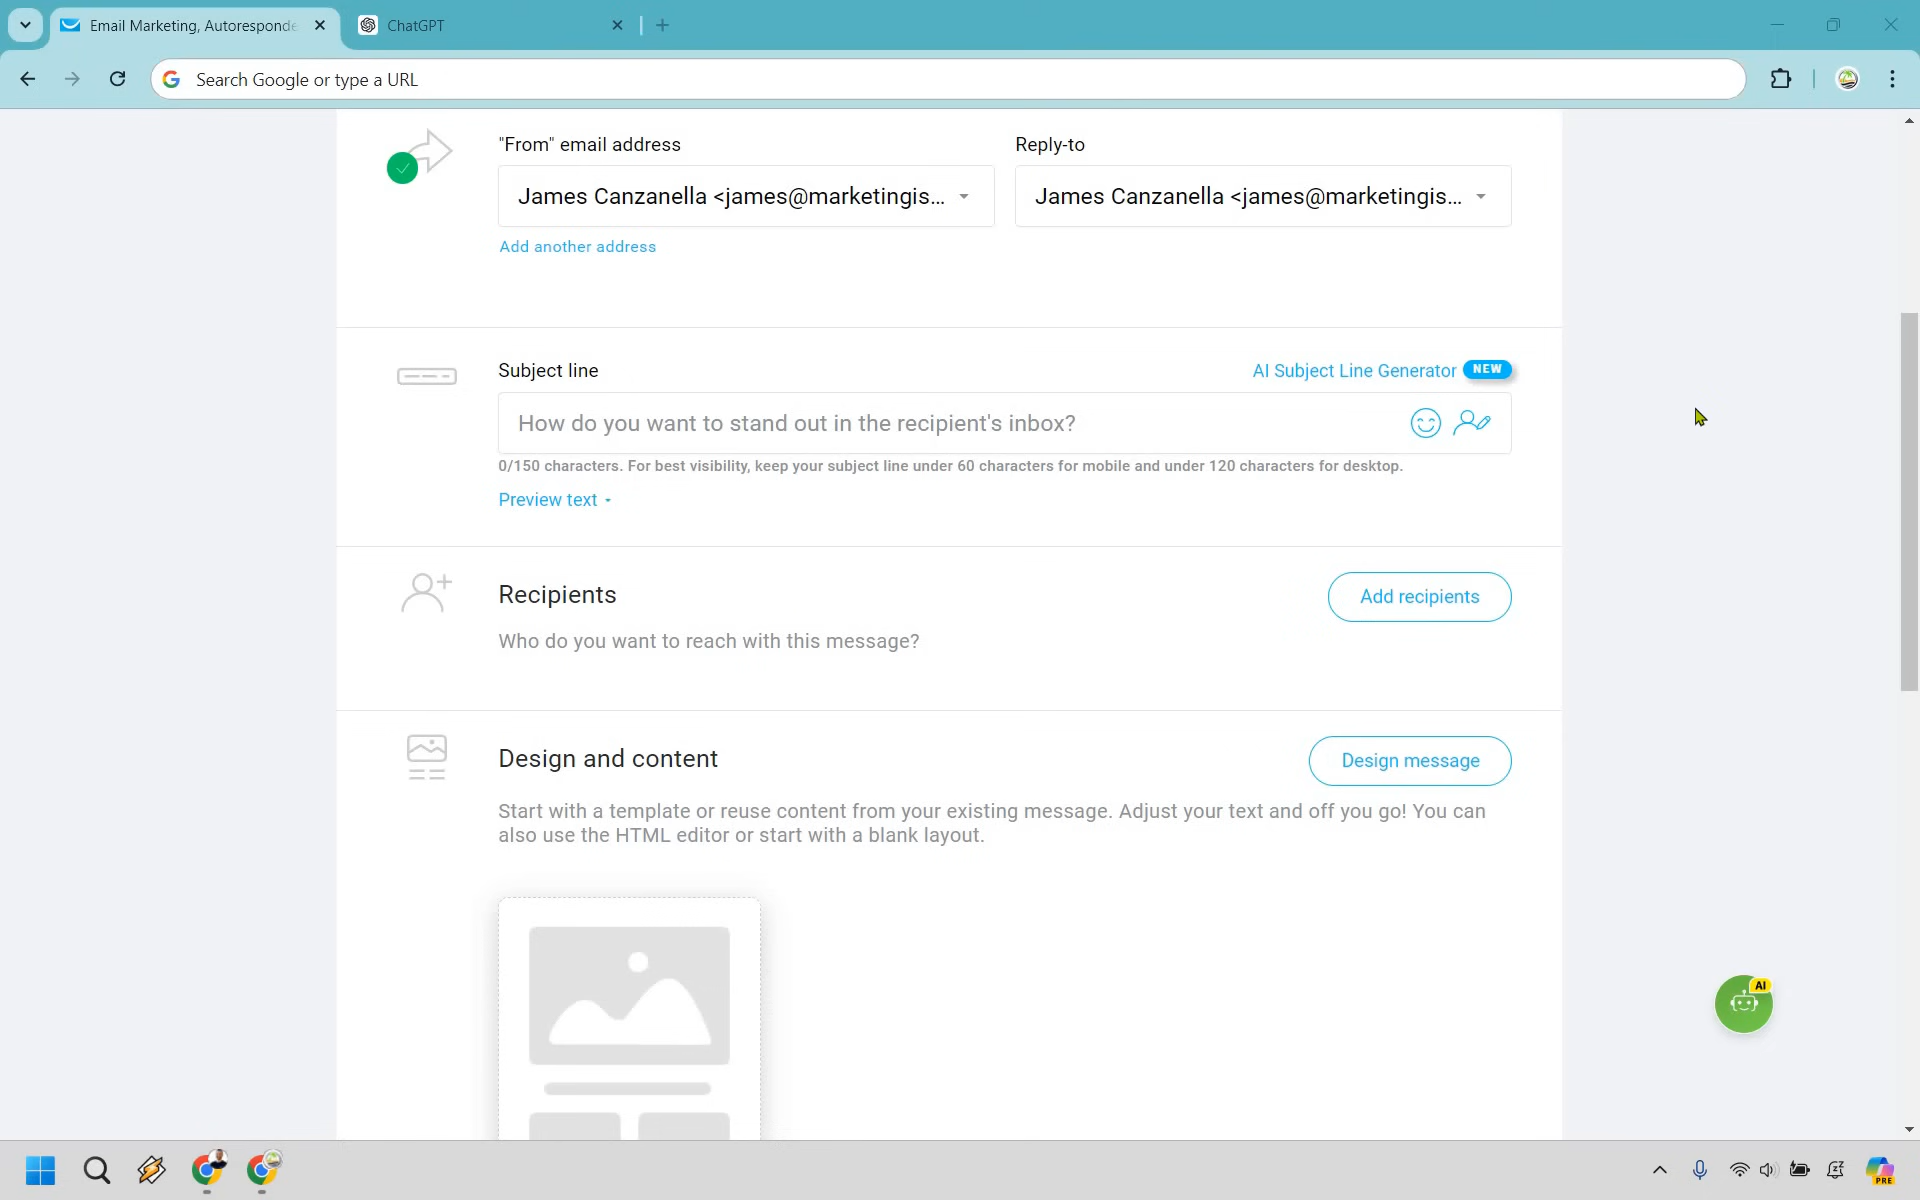 Email Marketing, Autoresponde
ChatGPT
Search Google or type a URL
"From" email address
Reply-to
James Canzanella <james@marketingis...
James Canzanella <james@marketingis...
Add another address
Subject line
AI Subject Line Generator NEW
How do you want to stand out in the recipient's inbox?
0/150 characters. For best visibility, keep your subject line under 60 characters for mobile and under 120 characters for desktop.
Preview text
Recipients
Add recipients
Who do you want to reach with this message?
Design and content
Design message
Start with a template or reuse content from your existing message. Adjust your text and off you go! You can
also use the HTML editor or start with a blank layout.
AI
PRE